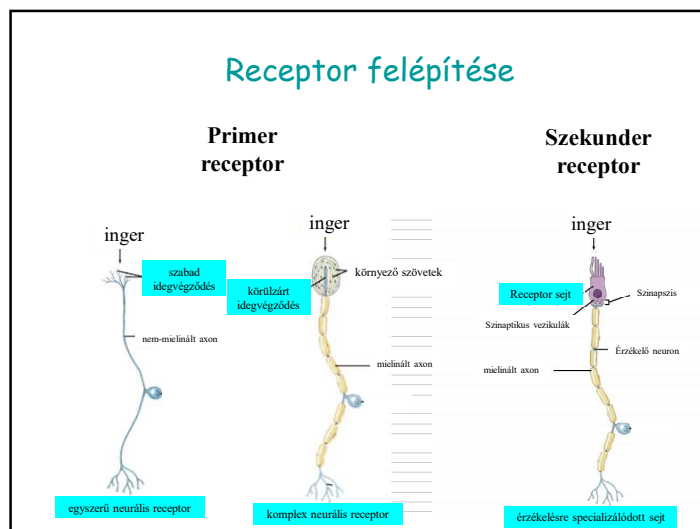 Receptor felépítése
Primer
receptor
Szekunder
receptor
inger
szabad
idegvégződés
nem-mielinált axon
egyszerű neurális receptor
inger
körülzárt
idegvégződés
környező szövetek
mielinált axon
komplex neurális receptor
inger
Receptor sejt
Szinapszis
Szinaptikus vezikulák
Érzékelő neuron
mielinált axon
érzékelésre specializálódott sejt